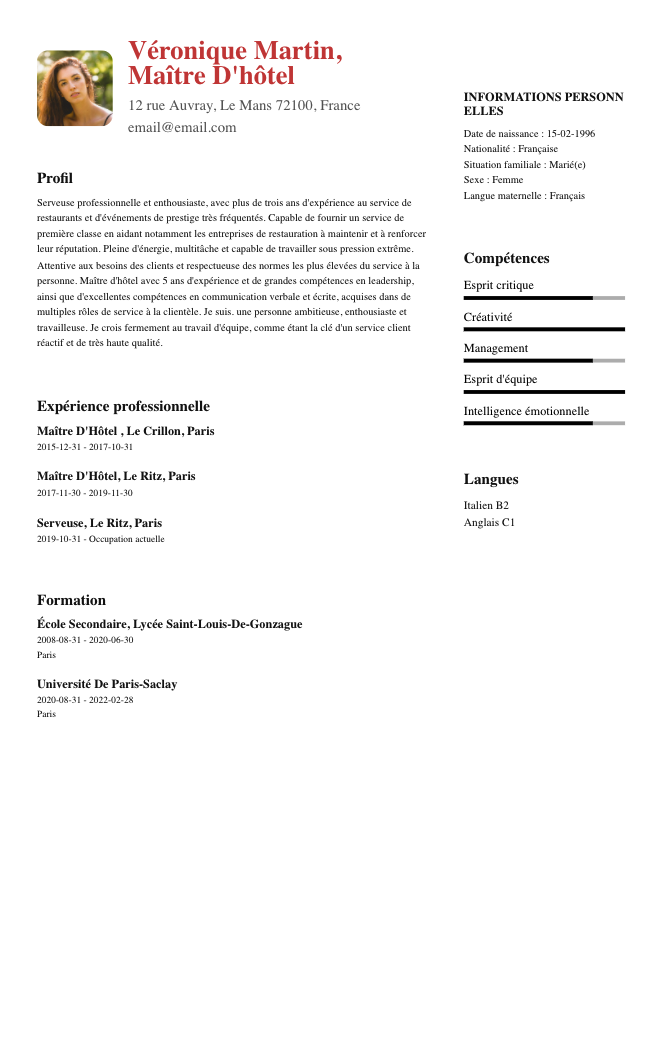 Véronique Martin,
Maître D'hôtel
12 rue Auvray, Le Mans 72100, France
email@email.com
Profil
Serveuse professionnelle et enthousiaste, avec plus de trois ans d'expérience au service de
restaurants et d'événements de prestige très fréquentés. Capable de fournir un service de
première classe en aidant notamment les entreprises de restauration à maintenir et à renforcer
leur réputation. Pleine d'énergie, multitâche et capable de travailler sous pression extrême.
Attentive aux besoins des clients et respectueuse des normes les plus élevées du service à la
personne. Maître d'hôtel avec 5 ans d'expérience et de grandes compétences en leadership,
ainsi que d'excellentes compétences en communication verbale et écrite, acquises dans de
multiples rôles de service à la clientèle. Je suis. une personne ambitieuse, enthousiaste et
travailleuse. Je crois fermement au travail d'équipe, comme étant la clé d'un service client
réactif et de très haute qualité.
Expérience professionnelle
Maître D'Hôtel , Le Crillon, Paris
2015-12-31 - 2017-10-31
Maître D'Hôtel, Le Ritz, Paris
2017-11-30 - 2019-11-30
Serveuse, Le Ritz, Paris
2019-10-31 - Occupation actuelle
Formation
École Secondaire, Lycée Saint-Louis-De-Gonzague
2008-08-31 - 2020-06-30
Paris
Université De Paris-Saclay
2020-08-31 - 2022-02-28
Paris
INFORMATIONS PERSONN
ELLES
Date de naissance : 15-02-1996
Nationalité : Française
Situation familiale : Marié(e)
Sexe : Femme
Langue maternelle : Français
Compétences
Esprit critique
Créativité
Management
Esprit d'équipe
Intelligence émotionnelle
Langues
Italien B2
Anglais C1